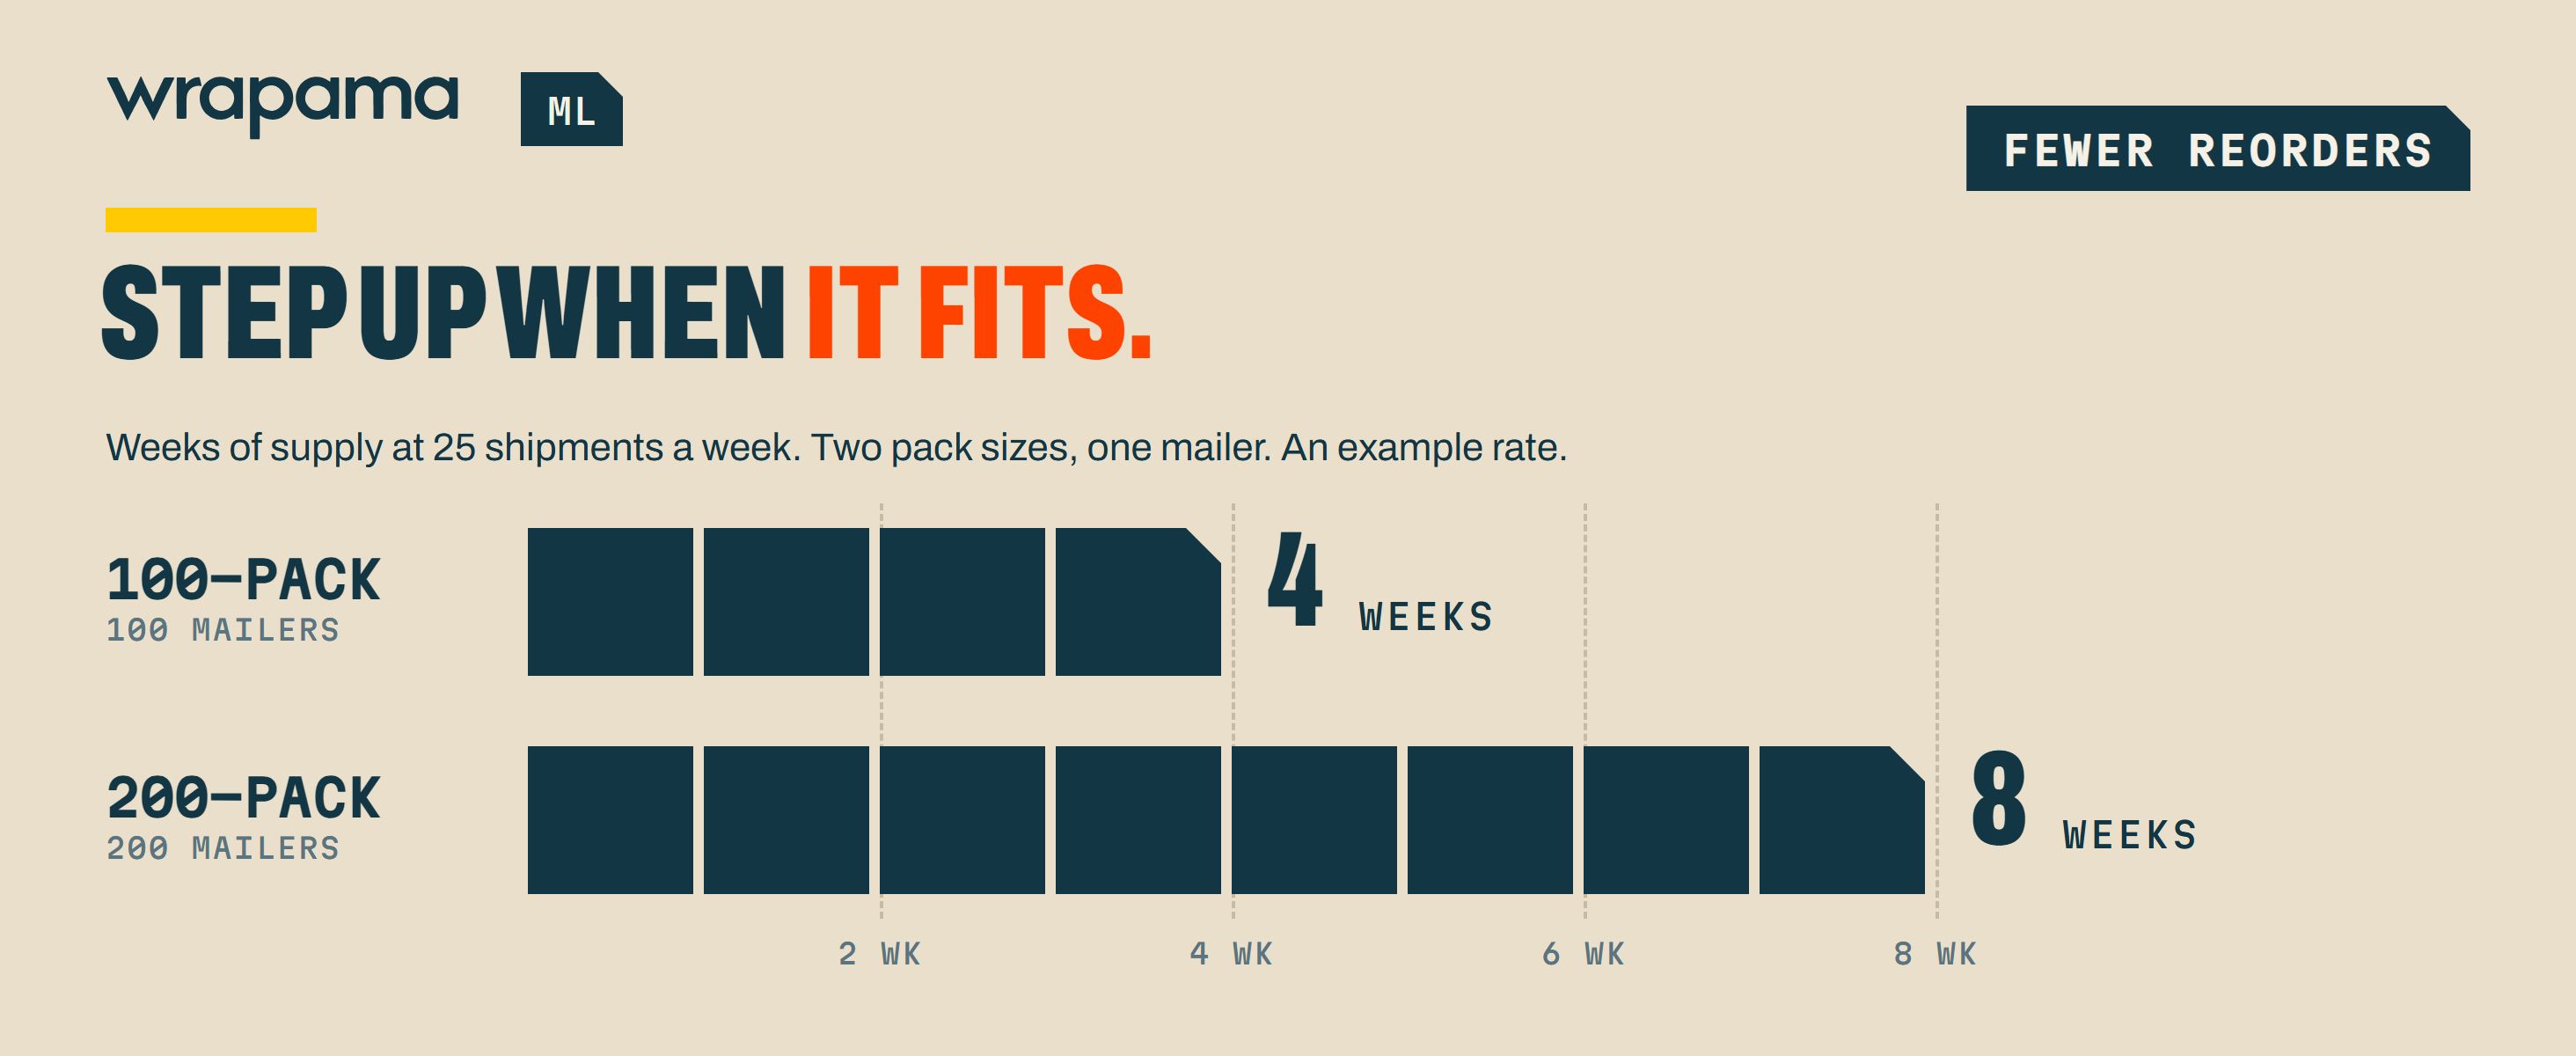 wrapama
ML
FEWER REORDERS
STEP UP WHEN IT FITS.
Weeks of supply at 25 shipments a week. Two pack sizes, one mailer. An example rate.
100-PACK
100 MAILERS
4 WEEKS
200-PACK
200 MAILERS
8 WEEKS
2 WK 4 WK 6 WK 8 WK